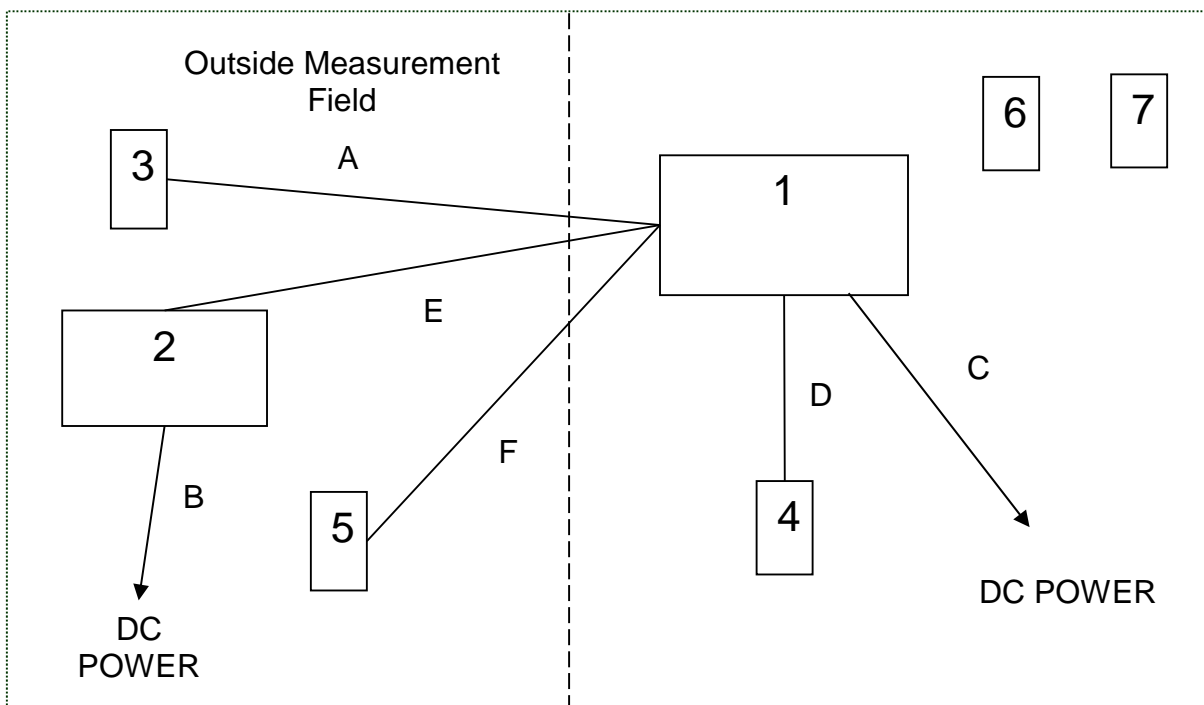 Outside Measurement
Field
3
A
6
7
1
E
2
C
D
F
B
5
4
DC
POWER
DC POWER